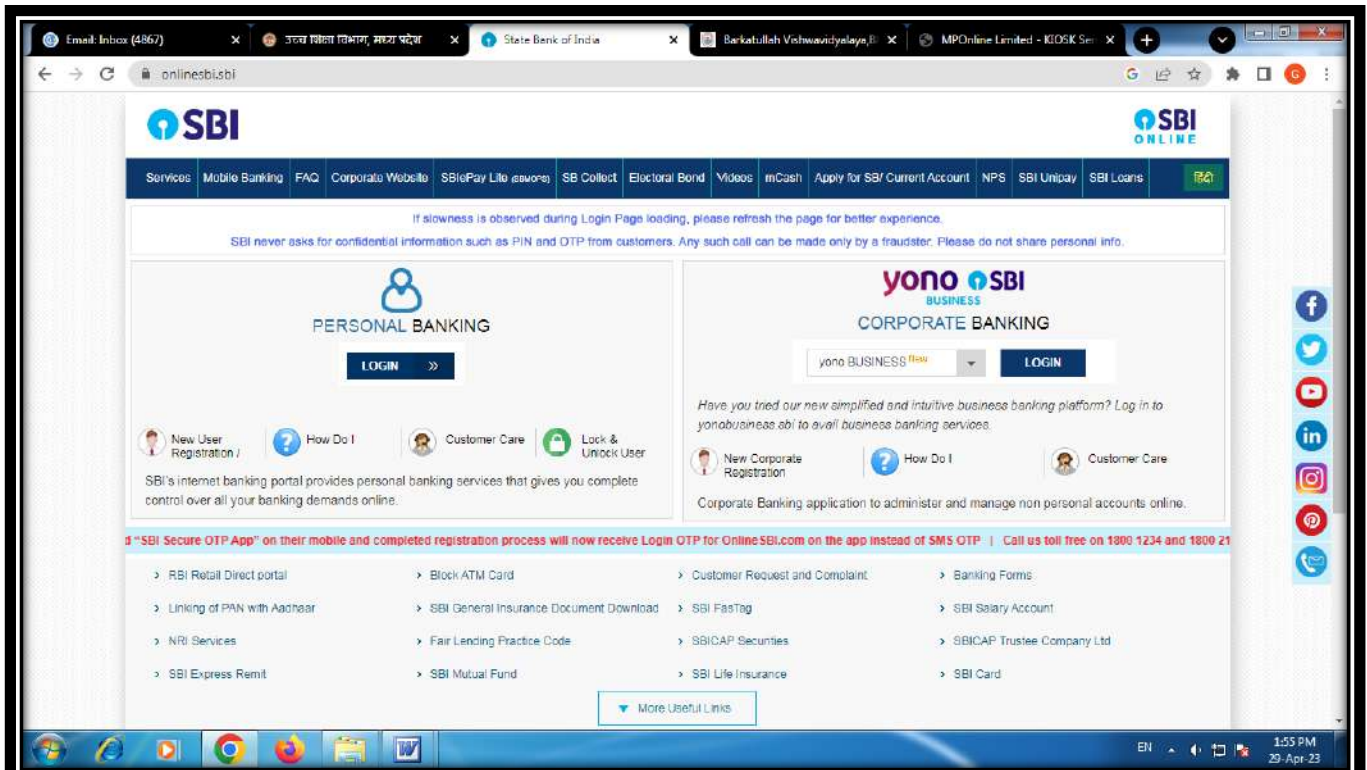 Email: Inbox (4867)
उच्च शिक्षा विभाग, मध्य प्रदेश
State Bank of India
Barkatullah Vishwavidyalaya,B
MPOnline Limited - KIOSK Ser
onlinesbi.sbi
SBI
SBI
ONLINE
Services Mobile Banking FAQ Corporate Website SBIePay Lite SB Collect Electoral Bond Videos mCash Apply for SB/ Current Account NPS SBI Unipay SBI Loans हिंदी
If slowness is observed during Login Page loading, please refresh the page for better experience.
SBI never asks for confidential information such as PIN and OTP from customers. Any such call can be made only by a fraudster. Please do not share personal info.
PERSONAL BANKING
LOGIN »
New User
Registration /
How Do I
Customer Care
Lock &
Unlock User
SBI's internet banking portal provides personal banking services that gives you complete
control over all your banking demands online.
yono SBI
BUSINESS
CORPORATE BANKING
yono BUSINESS New
LOGIN
Have you tried our new simplified and intuitive business banking platform? Log in to
yonobusiness.sbi to avail business banking services.
New Corporate
Registration
How Do I
Customer Care
Corporate Banking application to administer and manage non personal accounts online.
d "SBI Secure OTP App" on their mobile and completed registration process will now receive Login OTP for OnlineSBI.com on the app instead of SMS OTP | Call us toll free on 1800 1234 and 1800 21
RBI Retail Direct portal Block ATM Card Customer Request and Complaint Banking Forms
Linking of PAN with Aadhaar SBI General Insurance Document Download SBI FasTag SBI Salary Account
NRI Services Fair Lending Practice Code SBICAP Securities SBICAP Trustee Company Ltd
SBI Express Remit SBI Mutual Fund SBI Life Insurance SBI Card
More Useful Links
EN
1:55 PM
29-Apr-23